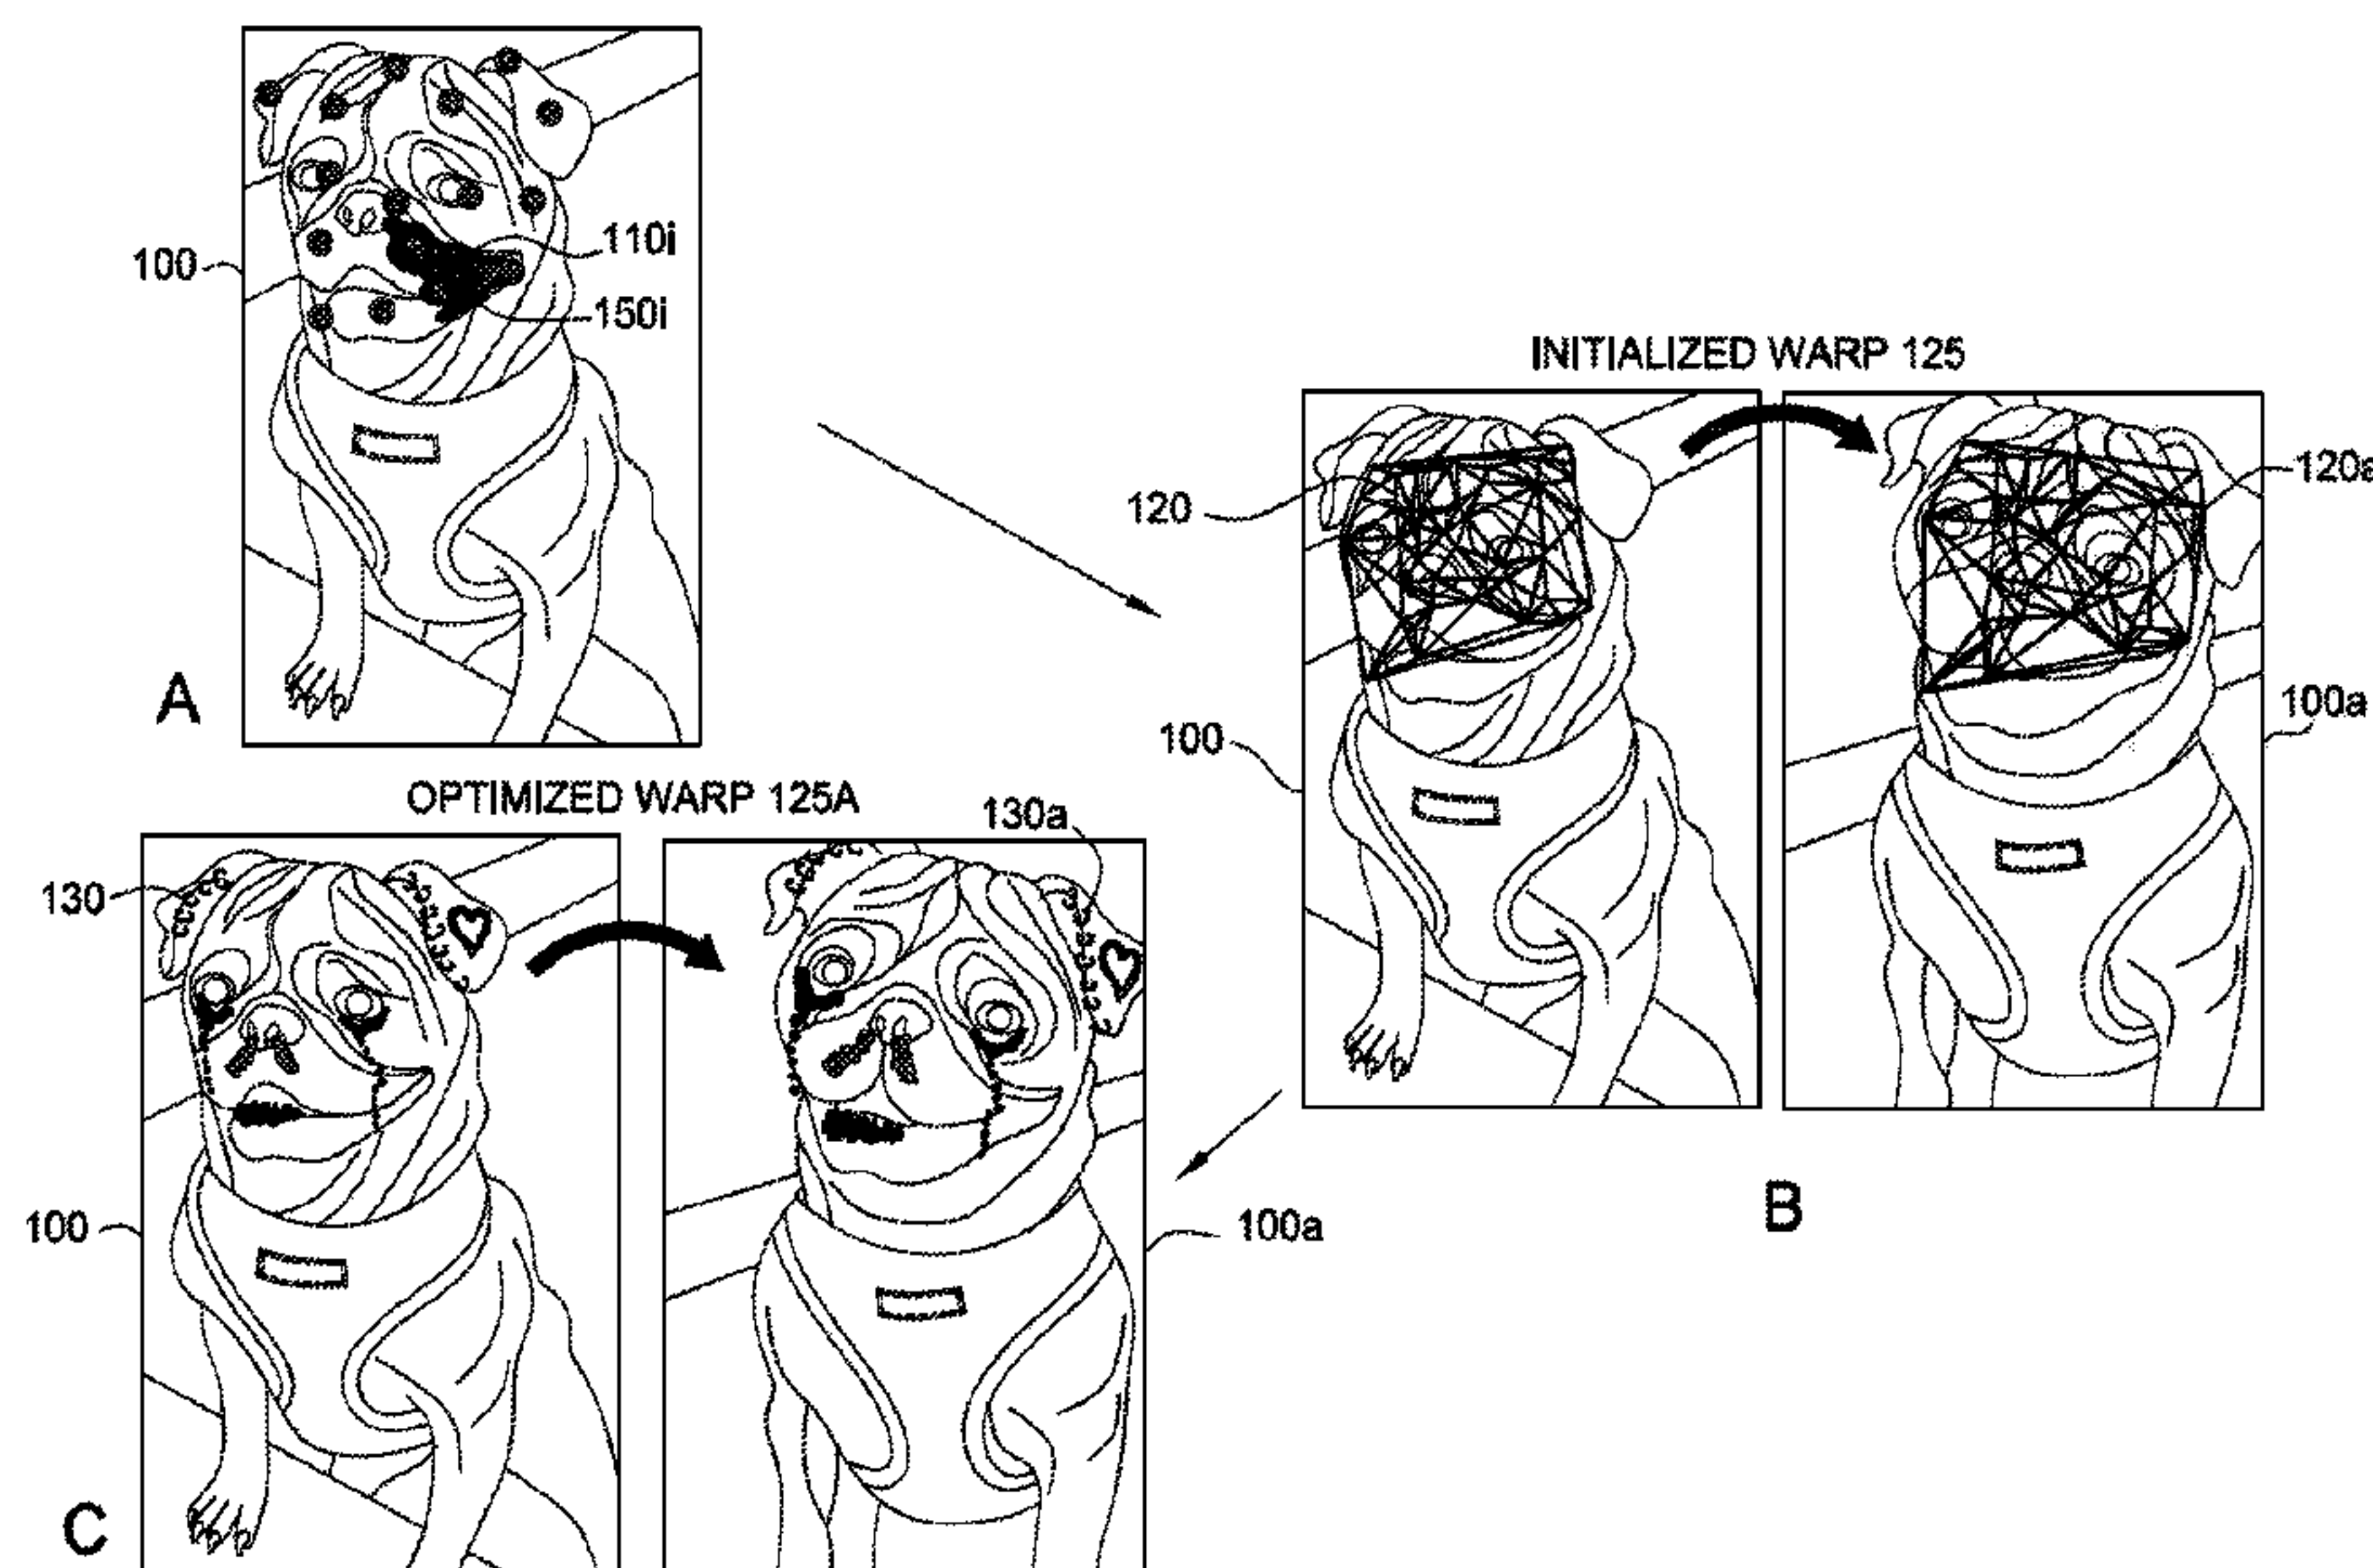 100
110i
150i
A
INITIALIZED WARP 125
120
120a
100
100a
B
OPTIMIZED WARP 125A
130
130a
100
100a
C